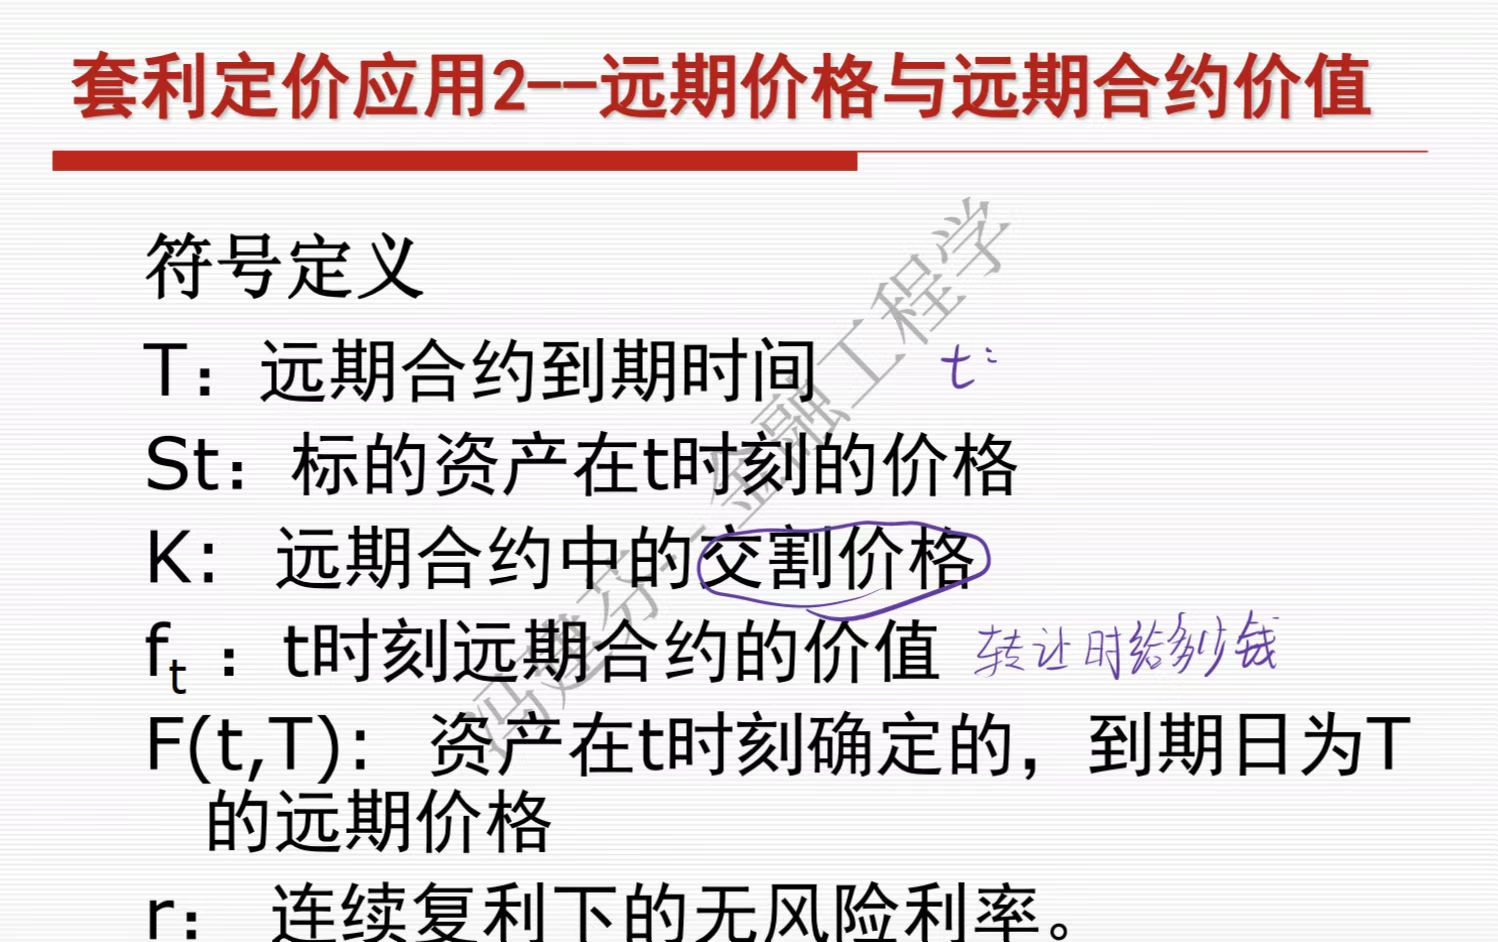 套利定价应用2——远期价格与远期合约价值
符号定义
T：远期合约到期时间
t:
St：标的资产在t时刻的价格
K： 远期合约中的交割价格
ft ：t时刻远期合约的价值
转让时给多少钱
F(t,T)： 资产在t时刻确定的，到期日为T
的远期价格
r： 连续复利下的无风险利率。
冯建芬--金融工程学